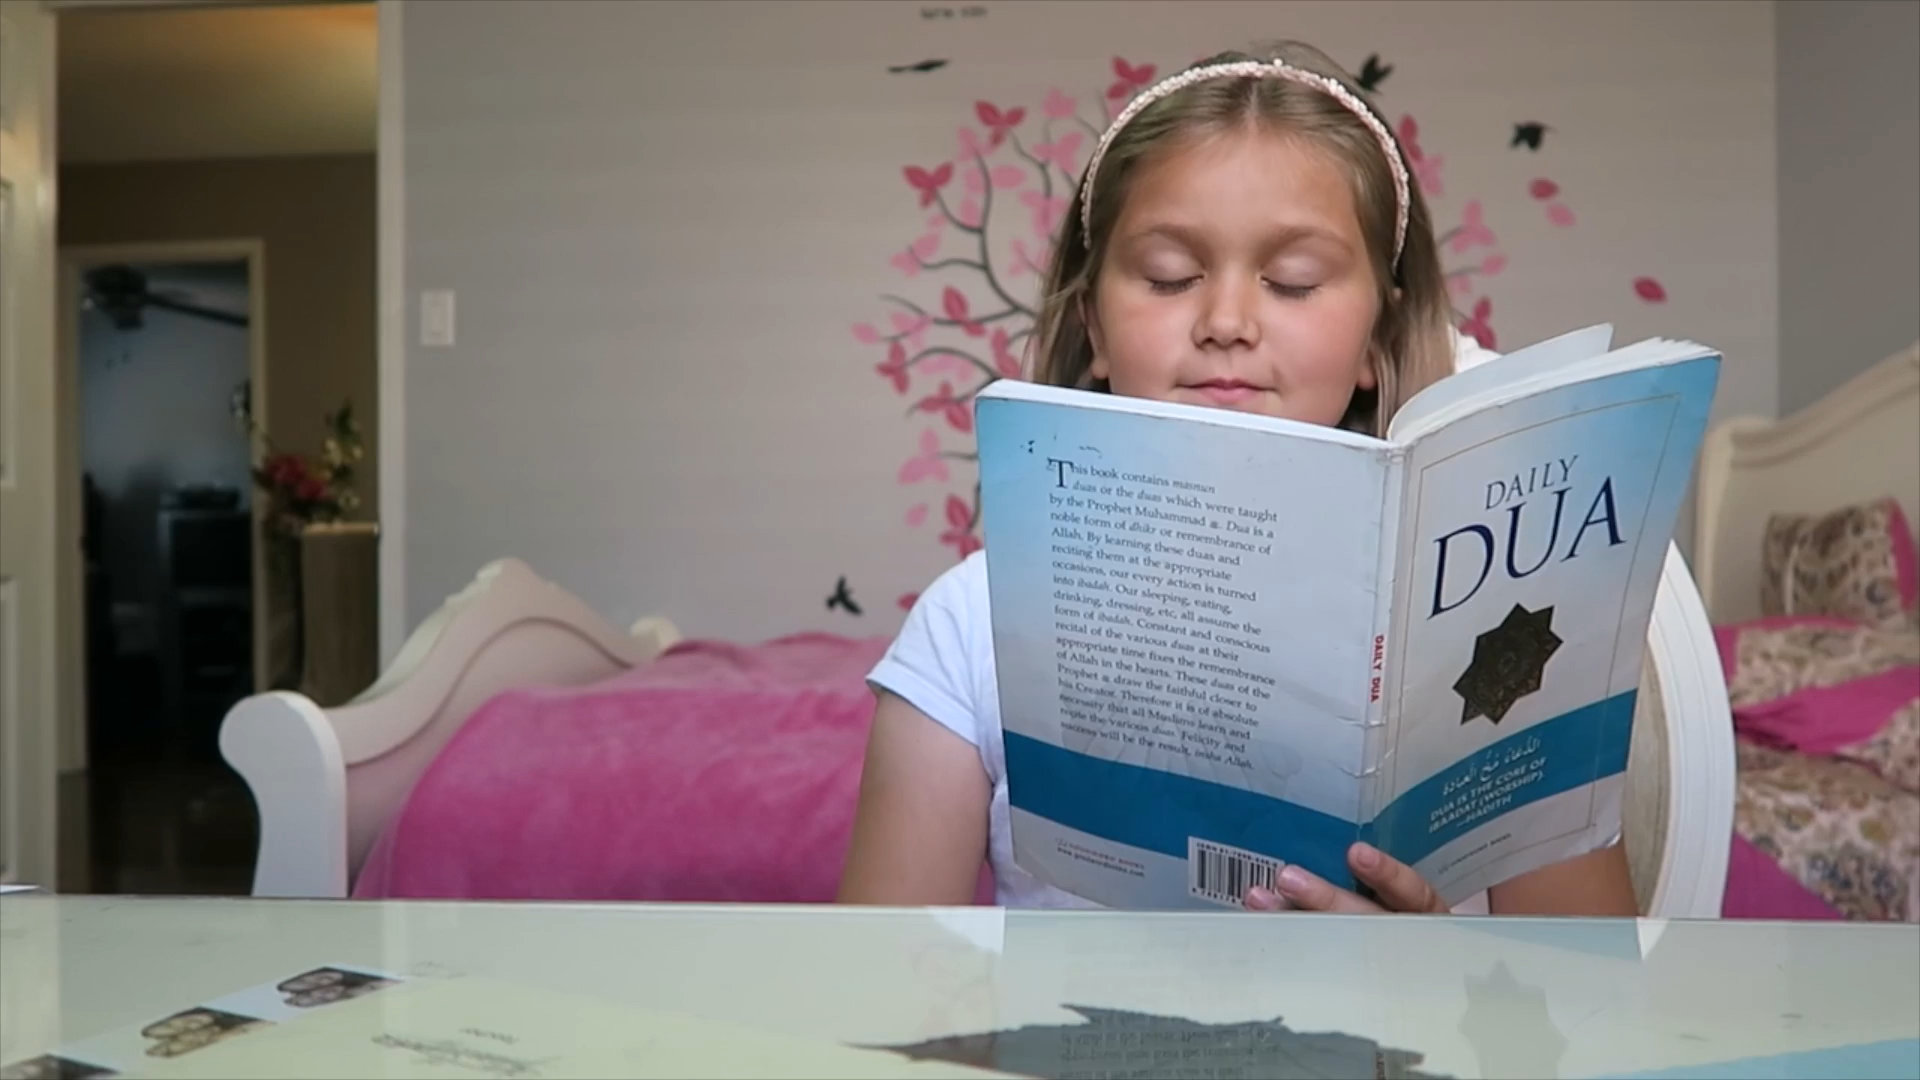 This book contains masnun
duas or the duas which were taught
by the Prophet Muhammad ﷺ. Dua is a
noble form of dhikr or remembrance of
Allah. By learning these duas and
reciting them at the appropriate
occasions, our every action is turned
into ibadah. Our sleeping, eating,
drinking, dressing, etc, all assume the
form of ibadah. Constant and conscious
recital of the various duas at their
appropriate time fixes the remembrance
of Allah in the hearts. These duas of the
Prophet ﷺ draw the faithful closer to
his Creator. Therefore it is of absolute
necessity that all Muslims learn and
recite the various duas. Felicity and
success will be the result, insha Allah.
GOODWORD BOOKS
www.goodwordbooks.com
DAILY DUA
DAILY
DUA
الدعاء مخ العبادة
DUA IS THE CORE OF
IBAADAT (WORSHIP).
—HADITH
GOODWORD BOOKS